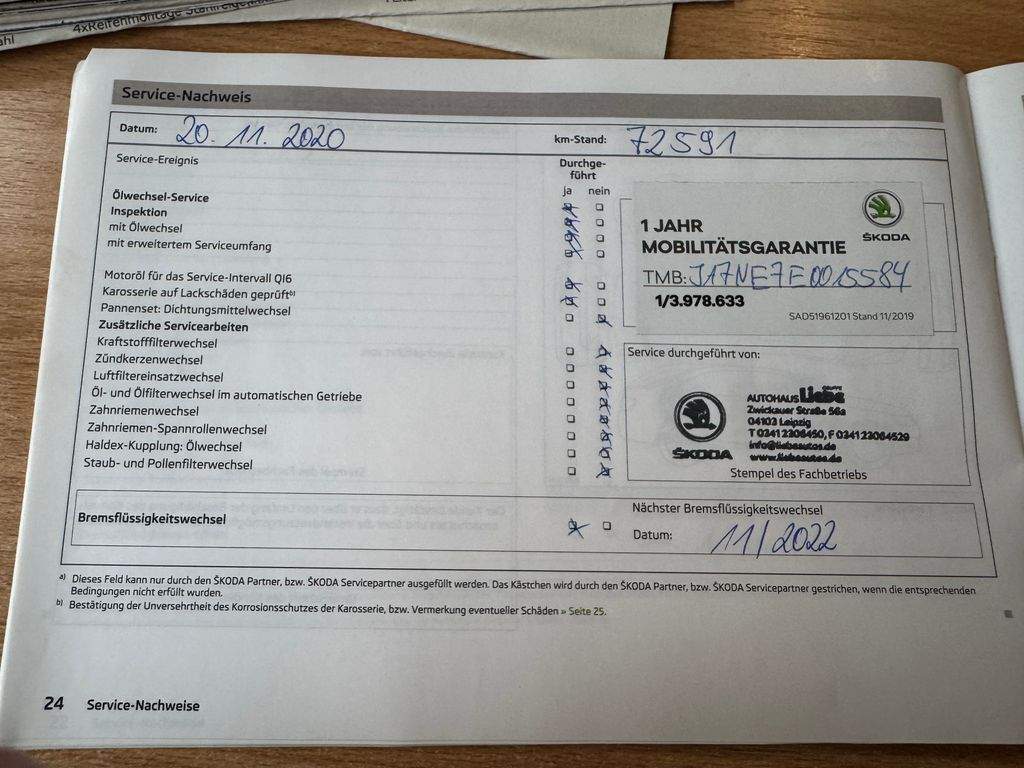 4xReifenmontage
Service-Nachweis
Datum: 20. 11. 2020 km-Stand: 72591
Service-Ereignis
Durchge-
führt
ja nein
Ölwechsel-Service
Inspektion
mit Ölwechsel
mit erweitertem Serviceumfang
Motoröl für das Service-Intervall QI6
Karosserie auf Lackschäden geprüft b)
Pannenset: Dichtungsmittelwechsel
Zusätzliche Servicearbeiten
Kraftstofffilterwechsel
Zündkerzenwechsel
Luftfiltereinsatzwechsel
Öl- und Ölfilterwechsel im automatischen Getriebe
Zahnriemenwechsel
Zahnriemen-Spannrollenwechsel
Haldex-Kupplung: Ölwechsel
Staub- und Pollenfilterwechsel
ŠKODA
1 JAHR
MOBILITÄTSGARANTIE
TMB: J17NE7E0015584
1/3.978.633
SAD51961201 Stand 11/2019
Service durchgeführt von:
ŠKODA
GRUPPE
AUTOHAUS Liebe
Zwickauer Straße 56a
04103 Leipzig
T 0341 2306450, F 0341 23064529
info@liebeautos.de
www.liebeautos.de
Stempel des Fachbetriebs
Bremsflüssigkeitswechsel
Nächster Bremsflüssigkeitswechsel
Datum: 11/2022
a) Dieses Feld kann nur durch den ŠKODA Partner, bzw. ŠKODA Servicepartner ausgefüllt werden. Das Kästchen wird durch den ŠKODA Partner, bzw. ŠKODA Servicepartner gestrichen, wenn die entsprechenden
Bedingungen nicht erfüllt wurden.
b) Bestätigung der Unversehrtheit des Korrosionsschutzes der Karosserie, bzw. Vermerkung eventueller Schäden » Seite 25.
24 Service-Nachweise